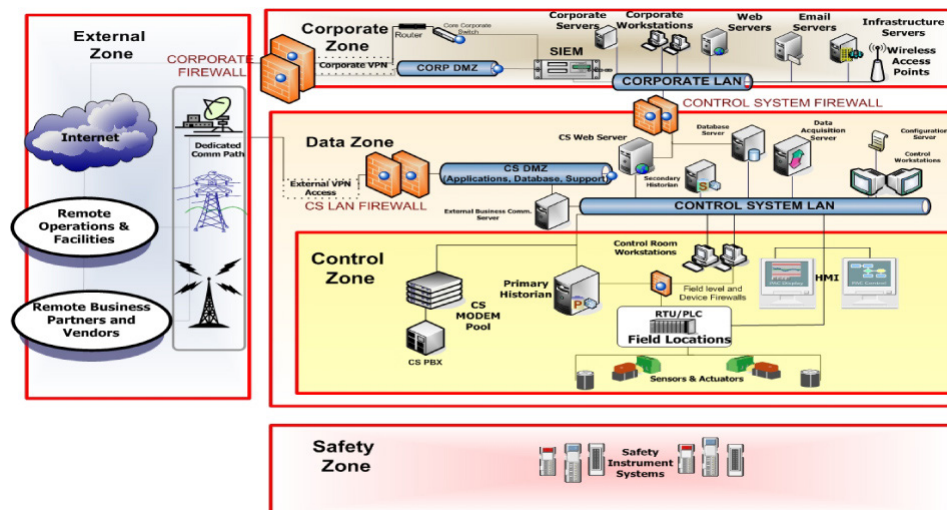 External
Zone
CORPORATE
FIREWALL
Internet
Dedicated
Comm Path
Remote
Operations &
Facilities
Remote Business
Partners and
Vendors
Corporate
Zone
Router
Core Corporate
Switch
Corporate VPN
CORP DMZ
SIEM
Corporate
Servers
Corporate
Workstations
Web
Servers
Email
Servers
Infrastructure
Servers
Wireless
Access
Points
CORPORATE LAN
CONTROL SYSTEM FIREWALL
Data Zone
External VPN
Access
CS LAN FIREWALL
CS DMZ
(Applications, Database, Support)
CS Web Server
Database
Server
Secondary
Historian
Data
Acquisition
Server
Configuration
Server
Control
Workstations
External Business Comm.
Server
CONTROL SYSTEM LAN
Control
Zone
CS
MODEM
Pool
CS PBX
Primary
Historian
Control Room
Workstations
Field level and
Device Firewalls
HMI
RTU/PLC
Field Locations
Sensors & Actuators
Safety
Zone
Safety
Instrument
Systems